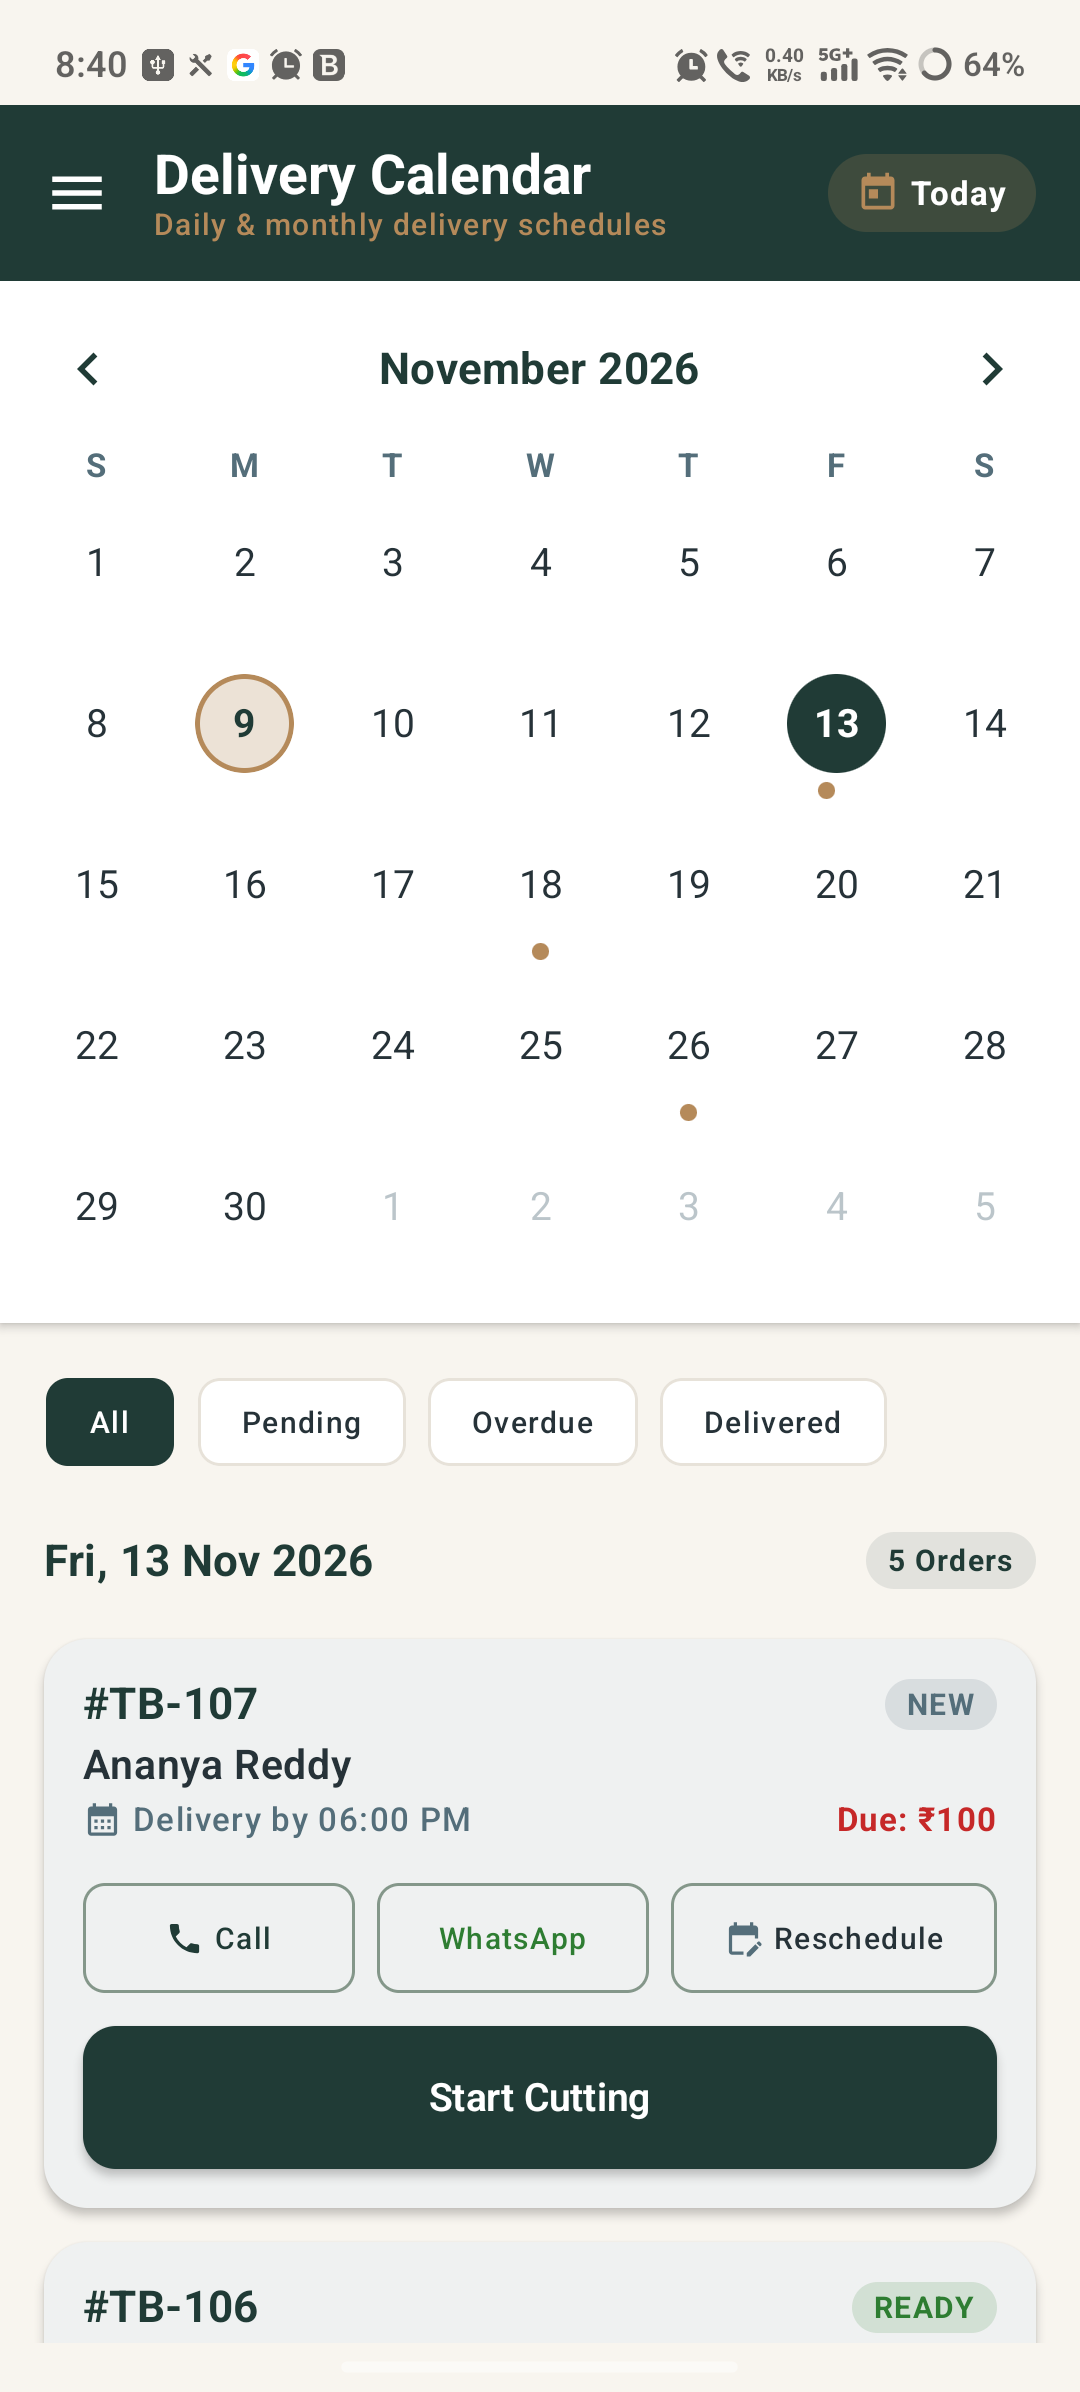 8:40
0.40 KB/s 5G+ 64%
Delivery Calendar
Daily & monthly delivery schedules
Today
November 2026
S M T W T F S
1 2 3 4 5 6 7
8 9 10 11 12 13 14
15 16 17 18 19 20 21
22 23 24 25 26 27 28
29 30 1 2 3 4 5
All Pending Overdue Delivered
Fri, 13 Nov 2026
5 Orders
#TB-107
NEW
Ananya Reddy
Delivery by 06:00 PM
Due: ₹100
Call WhatsApp Reschedule
Start Cutting
#TB-106
READY